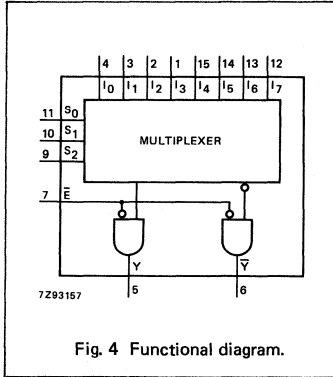 4 3 2 1 15 14 13 12
I0 I1 I2 I3 I4 I5 I6 I7
11 S0
10 S1
9 S2
MULTIPLEXER
7 E̅
Y Y̅
7Z93157 5 6
Fig. 4 Functional diagram.